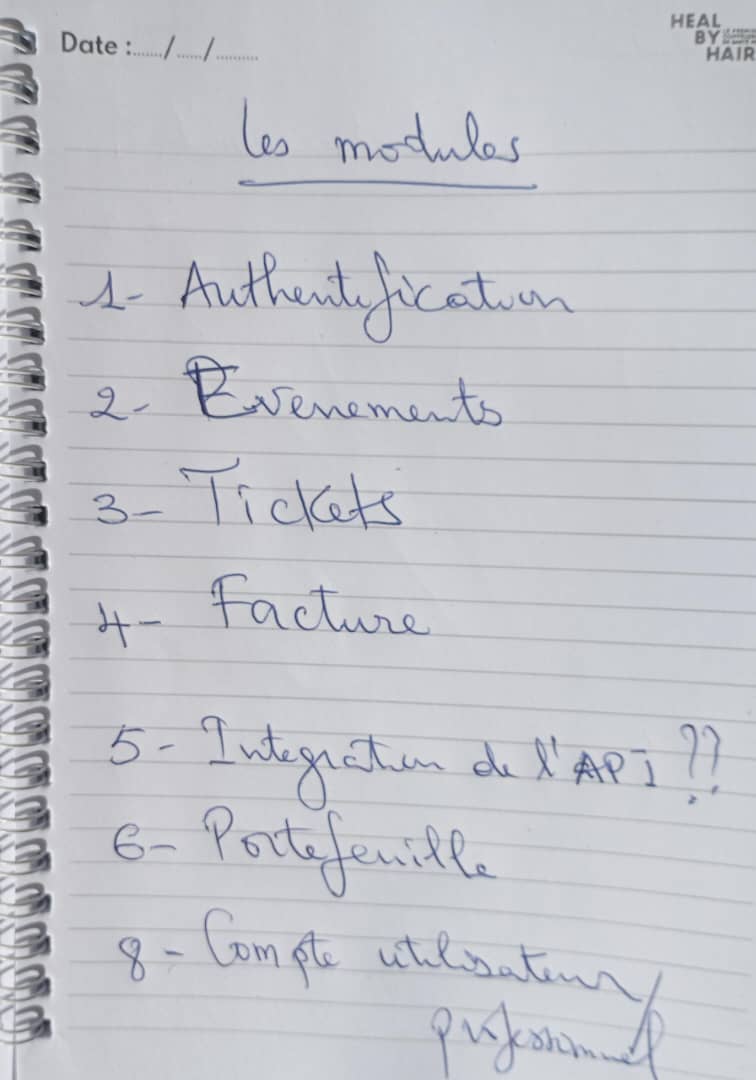 HEAL
BY
HAIR
Date :....../....../..........
les modules
1- Authentification
2- Evenements
3- Tickets
4- Facture
5- Integration de l'API ??
6- Portefeuille
8- Compte utilisateur/
professionnel